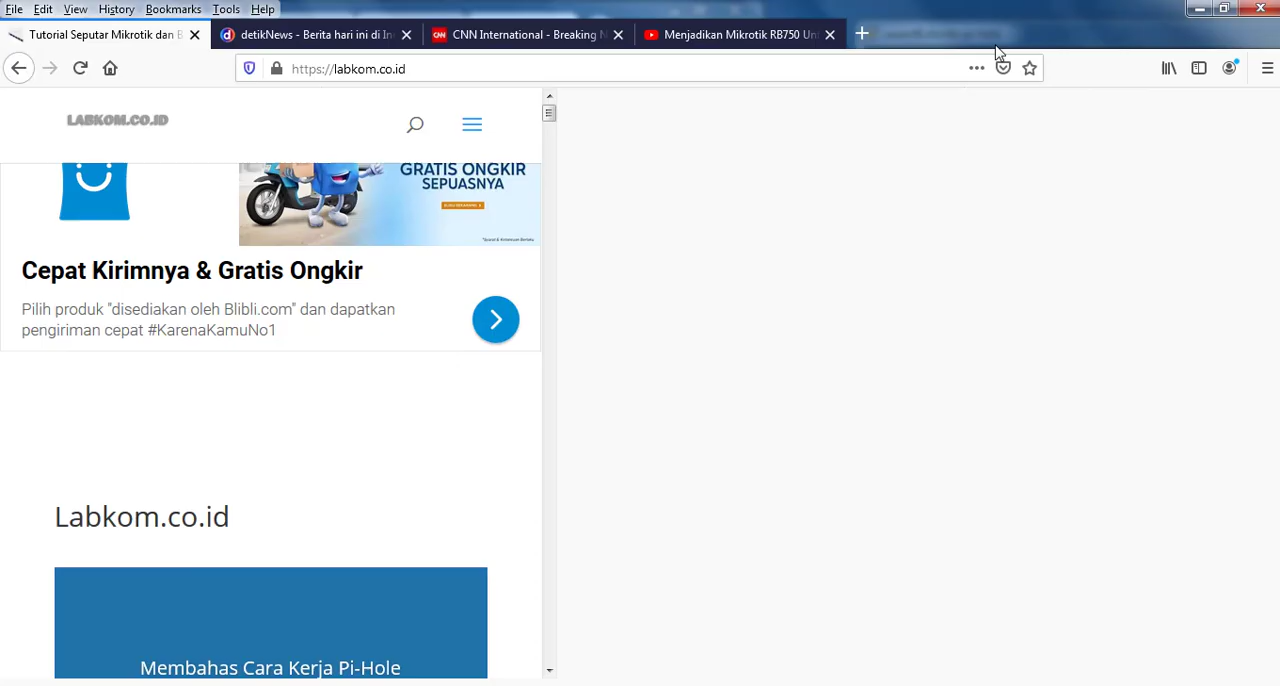 File Edit View History Bookmarks Tools Help
Tutorial Seputar Mikrotik dan B
detikNews - Berita hari ini di In
CNN International - Breaking N
Menjadikan Mikrotik RB750 Unt
https://labkom.co.id
LABKOM.CO.ID
GRATIS ONGKIR
SEPUASNYA
Cepat Kirimnya & Gratis Ongkir
Pilih produk "disediakan oleh Blibli.com" dan dapatkan
pengiriman cepat #KarenaKamuNo1
Labkom.co.id
Membahas Cara Kerja Pi-Hole